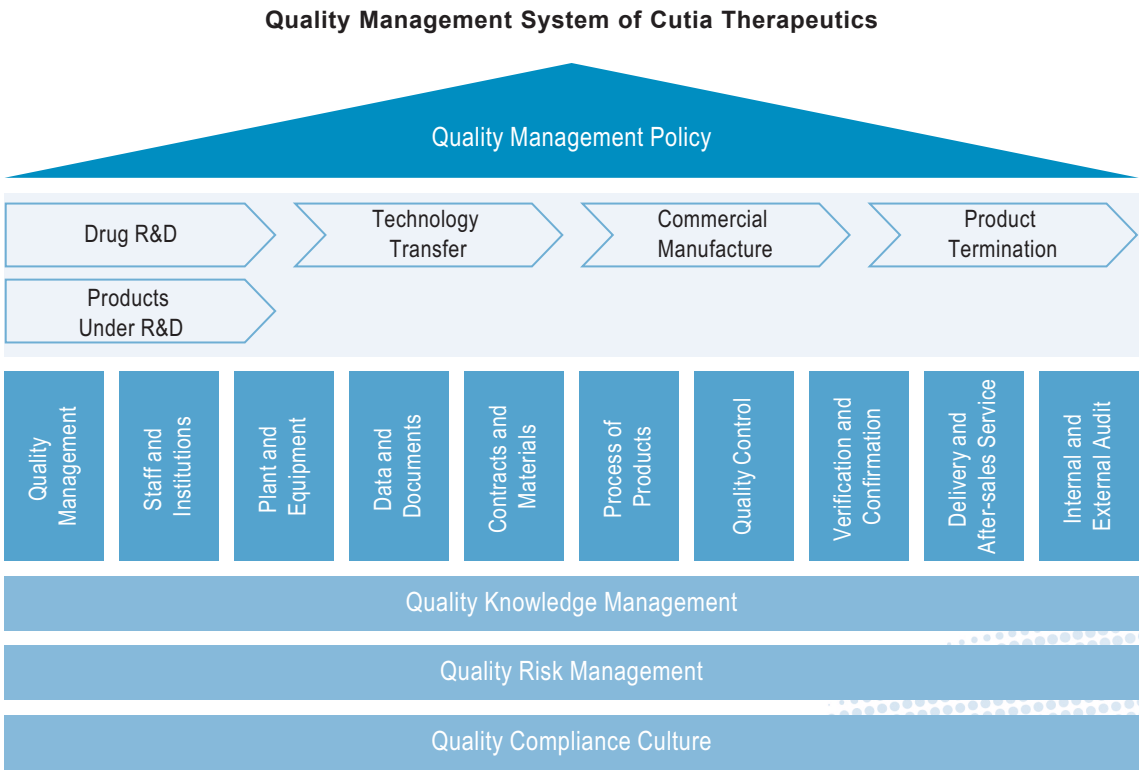 Quality Management System of Cutia Therapeutics
Quality Management Policy
Drug R&D
Technology
Transfer
Commercial
Manufacture
Product
Termination
Products
Under R&D
Quality
Management
Staff and
Institutions
Plant and
Equipment
Data and
Documents
Contracts and
Materials
Process of
Products
Quality Control
Verification and
Confirmation
Delivery and
After-sales Service
Internal and
External Audit
Quality Knowledge Management
Quality Risk Management
Quality Compliance Culture